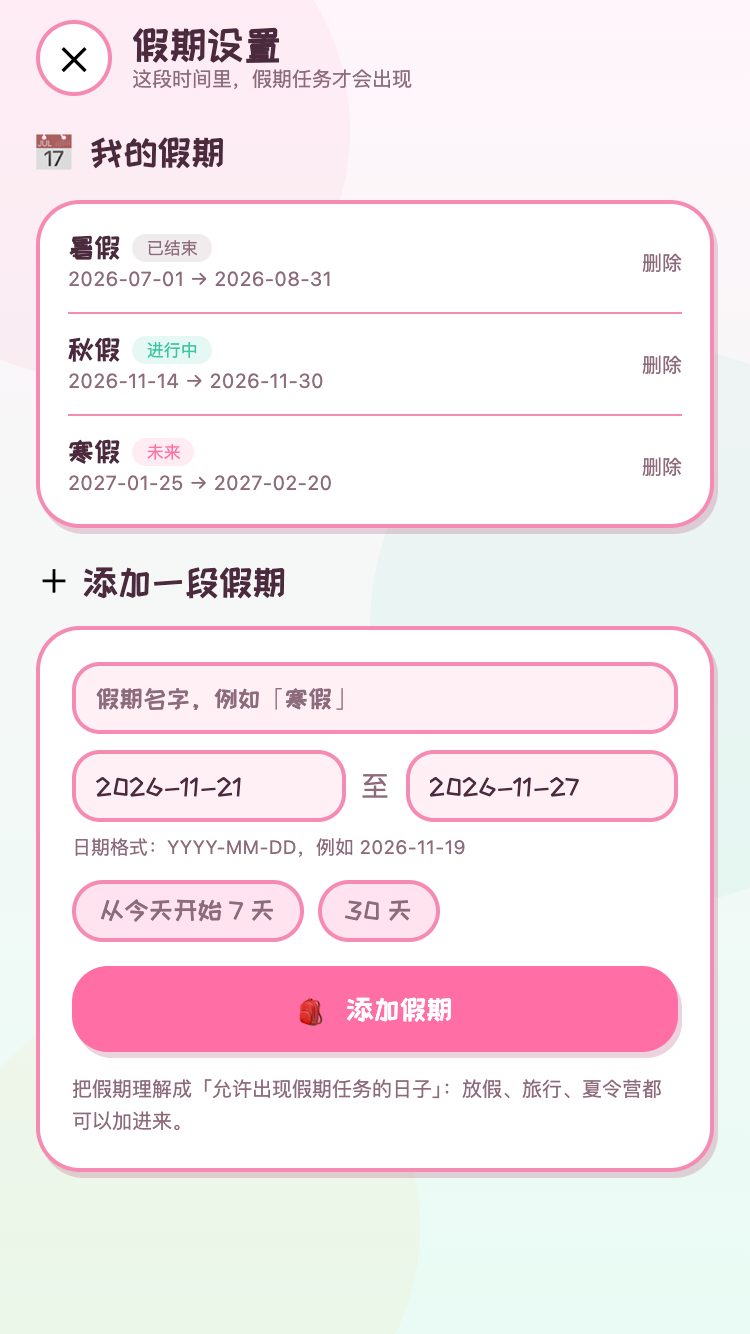 假期设置
这段时间里，假期任务才会出现
JUL
17
我的假期
暑假 已结束
2026-07-01 → 2026-08-31
删除
秋假 进行中
2026-11-14 → 2026-11-30
删除
寒假 未来
2027-01-25 → 2027-02-20
删除
+ 添加一段假期
假期名字，例如「寒假」
2026-11-21 至 2026-11-27
日期格式：YYYY-MM-DD，例如 2026-11-19
从今天开始 7 天 30 天
🎒 添加假期
把假期理解成「允许出现假期任务的日子」：放假、旅行、夏令营都
可以加进来。